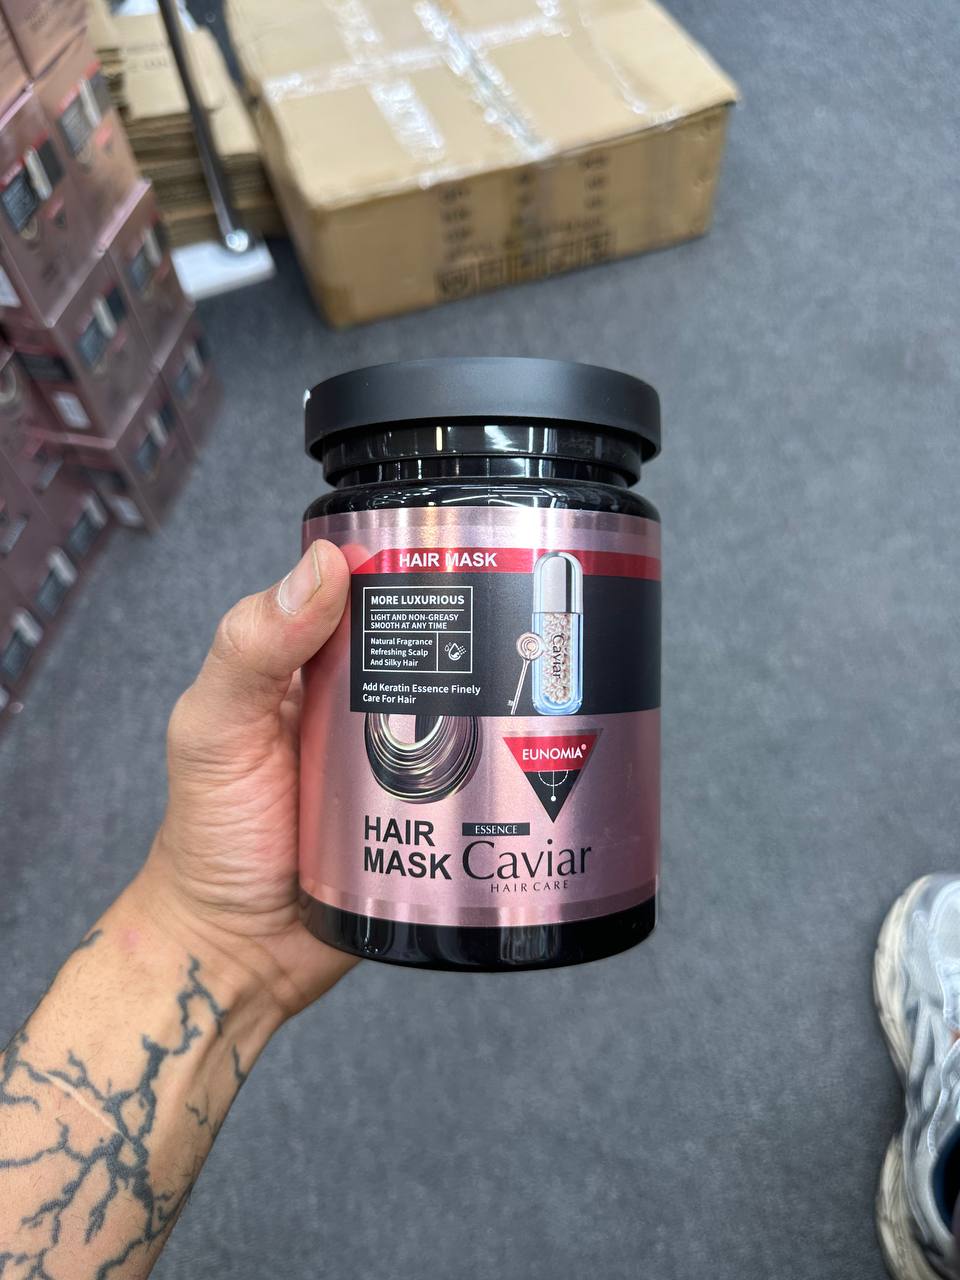 HAIR MASK
MORE LUXURIOUS
LIGHT AND NON-GREASY
SMOOTH AT ANY TIME
Natural Fragrance
Refreshing Scalp
And Silky Hair
Add Keratin Essence Finely
Care For Hair
Caviar
EUNOMIA®
HAIR
MASK
ESSENCE
Caviar
HAIR CARE